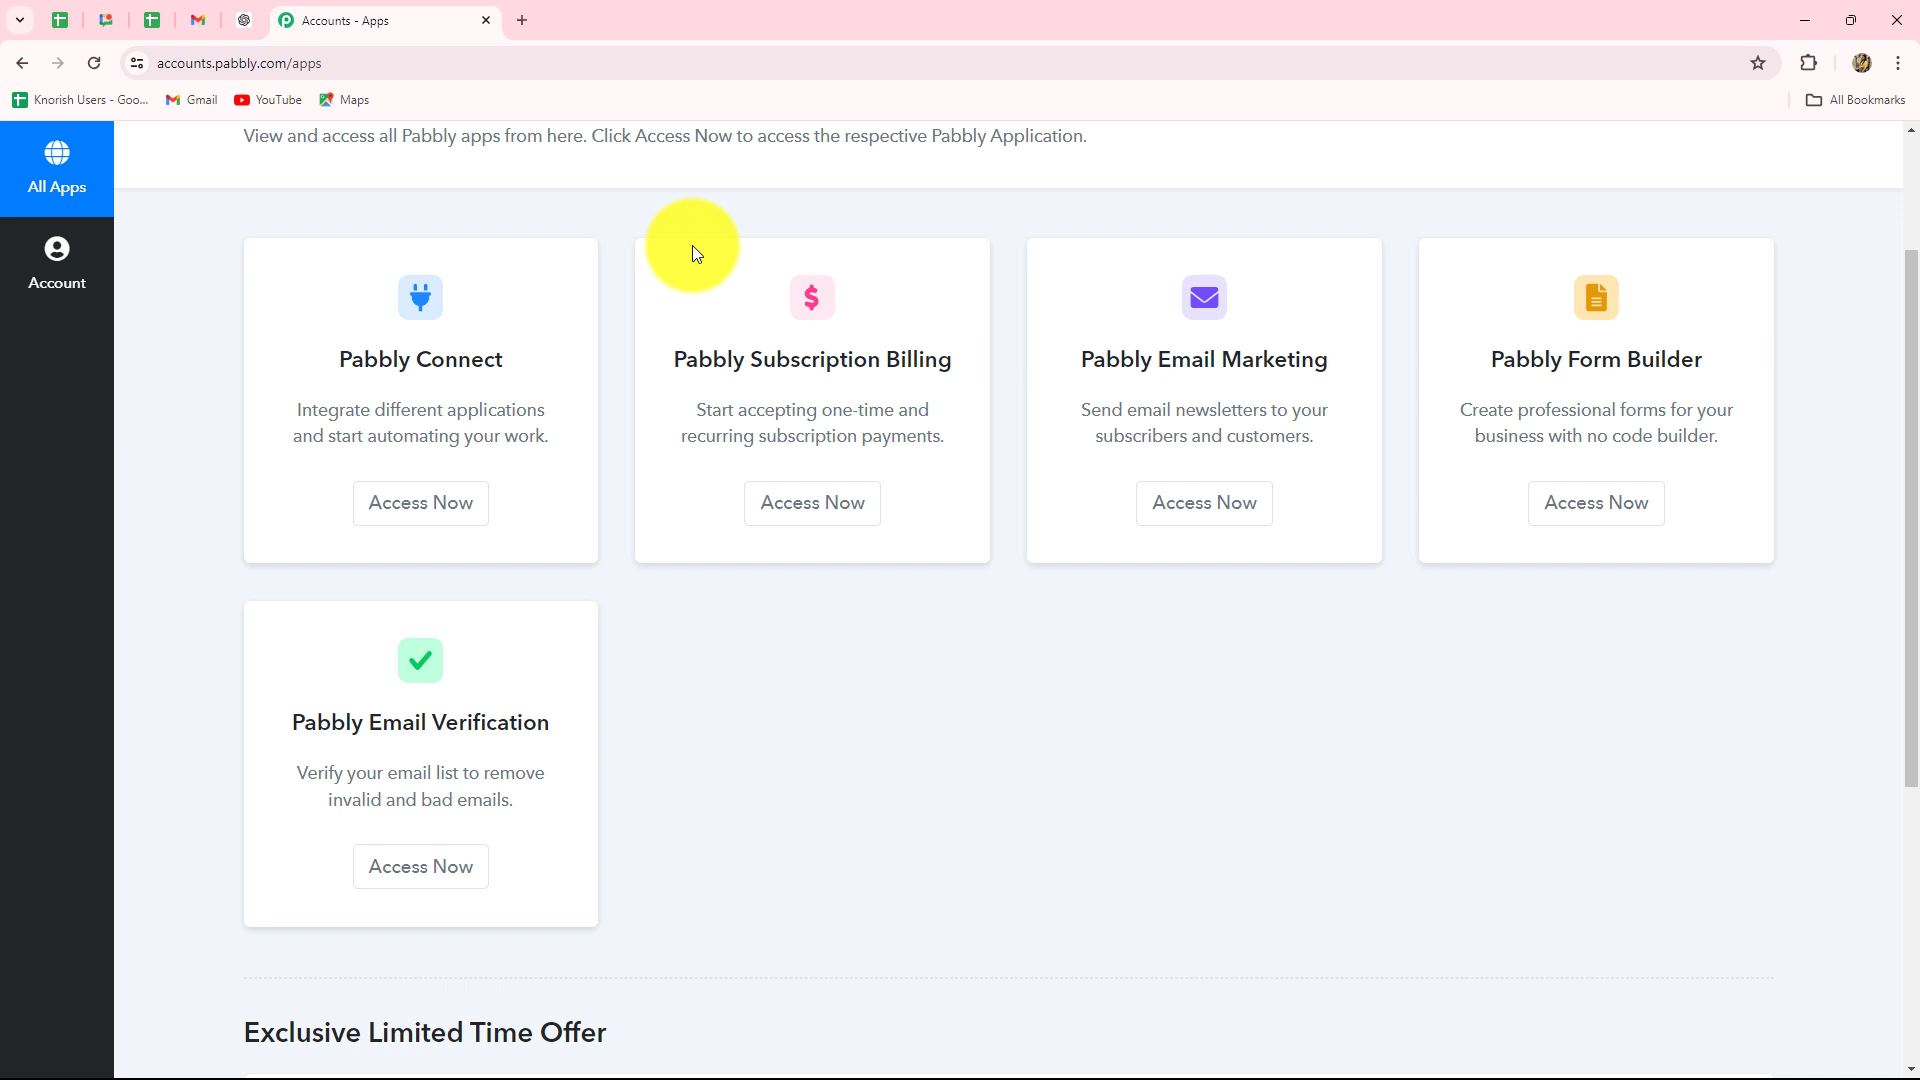 Accounts - Apps
accounts.pabbly.com/apps
Knorish Users - Goo...
Gmail
YouTube
Maps
All Bookmarks
All Apps
Account
View and access all Pabbly apps from here. Click Access Now to access the respective Pabbly Application.
Pabbly Connect
Integrate different applications
and start automating your work.
Access Now
Pabbly Subscription Billing
Start accepting one-time and
recurring subscription payments.
Access Now
Pabbly Email Marketing
Send email newsletters to your
subscribers and customers.
Access Now
Pabbly Form Builder
Create professional forms for your
business with no code builder.
Access Now
Pabbly Email Verification
Verify your email list to remove
invalid and bad emails.
Access Now
Exclusive Limited Time Offer